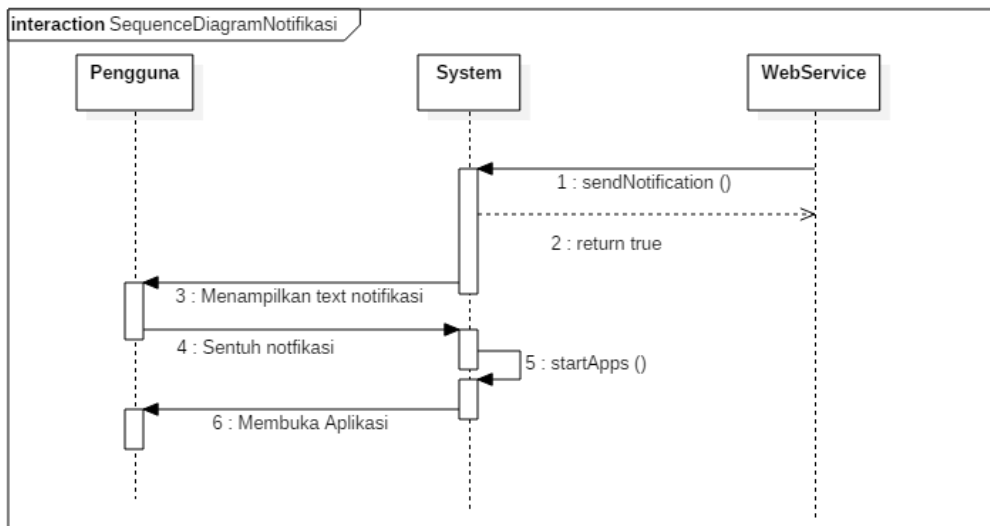 interaction SequenceDiagramNotifikasi
Pengguna
System
WebService
1 : sendNotification ()
2 : return true
3 : Menampilkan text notifikasi
4 : Sentuh notfikasi
5 : startApps ()
6 : Membuka Aplikasi